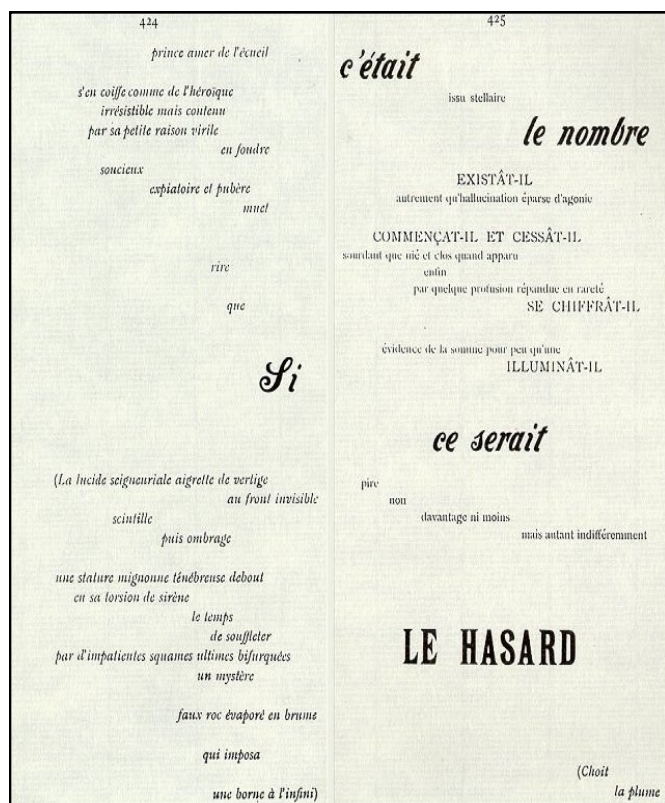 424
prince amer de l'écueil
s'en coiffe comme de l'héroïque
irrésistible mais contenu
par sa petite raison virile
en foudre
soucieux
expiatoire et pubère
muet
rire
que
Si
(La lucide seigneuriale aigrette de vertige
au front invisible
scintille
puis ombrage
une stature mignonne ténébreuse debout
en sa torsion de sirène
le temps
de souffleter
par d'impatientes squames ultimes bifurquées
un mystère
faux roc évaporé en brume
qui imposa
une borne à l'infini)
425
c'était
issu stellaire
le nombre
EXISTÂT-IL
autrement qu'hallucination éparse d'agonie
COMMENÇAT-IL ET CESSÂT-IL
sourdant que nié et clos quand apparu
enfin
par quelque profusion répandue en rareté
SE CHIFFRÂT-IL
évidence de la somme pour peu qu'une
ILLUMINÂT-IL
ce serait
pire
non
davantage ni moins
mais autant indifféremment
LE HASARD
(Choit
la plume